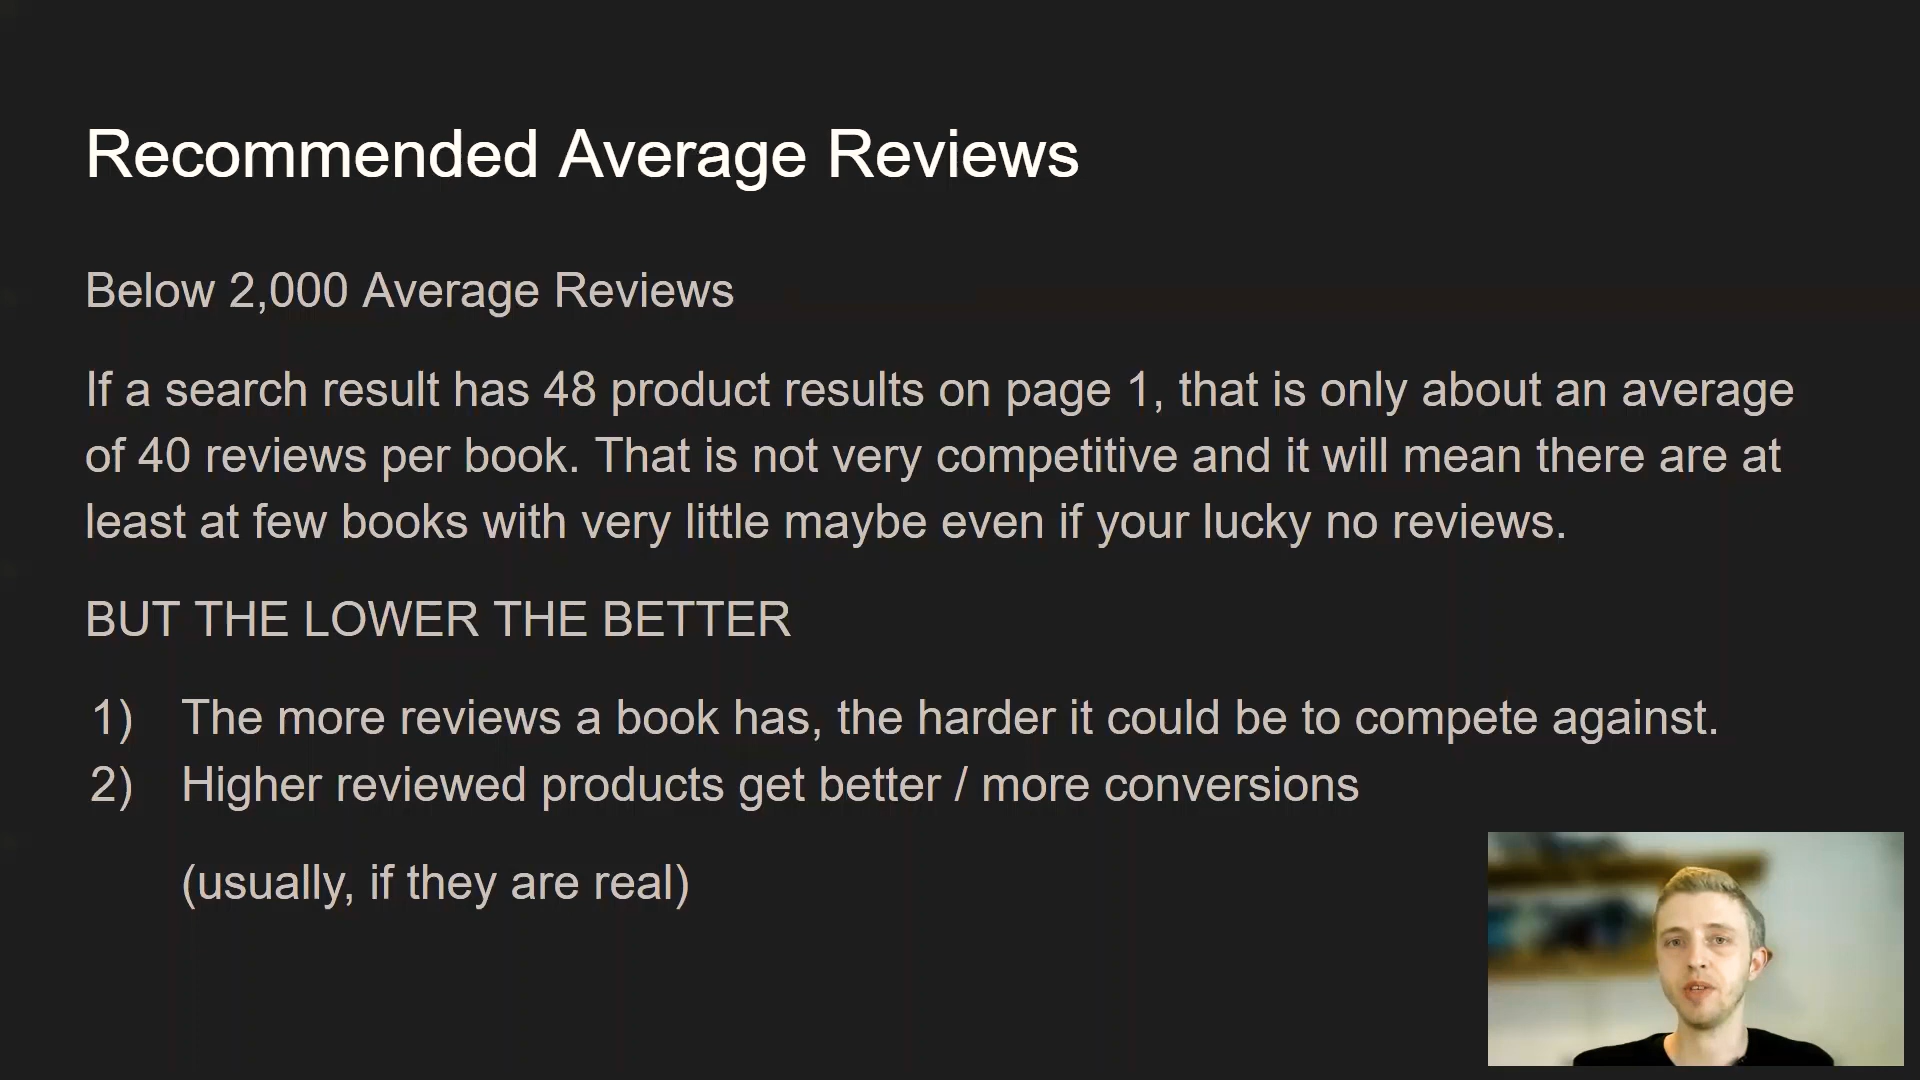 Recommended Average Reviews
Below 2,000 Average Reviews
If a search result has 48 product results on page 1, that is only about an average
of 40 reviews per book. That is not very competitive and it will mean there are at
least at few books with very little maybe even if your lucky no reviews.
BUT THE LOWER THE BETTER
1) The more reviews a book has, the harder it could be to compete against.
2) Higher reviewed products get better / more conversions
(usually, if they are real)